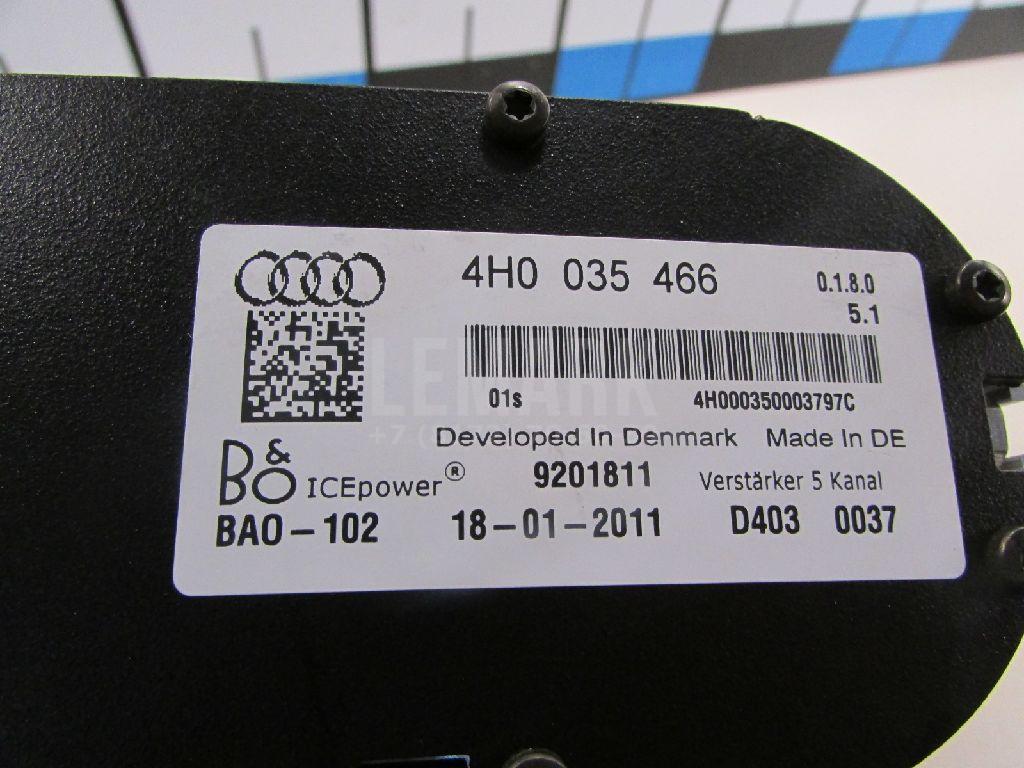 4H0 035 466 0.1.8.0
5.1
01s 4H000350003797C
Developed In Denmark Made In DE
B&O ICEpower® 9201811 Verstärker 5 Kanal
BAO-102 18-01-2011 D403 0037
LEMARK